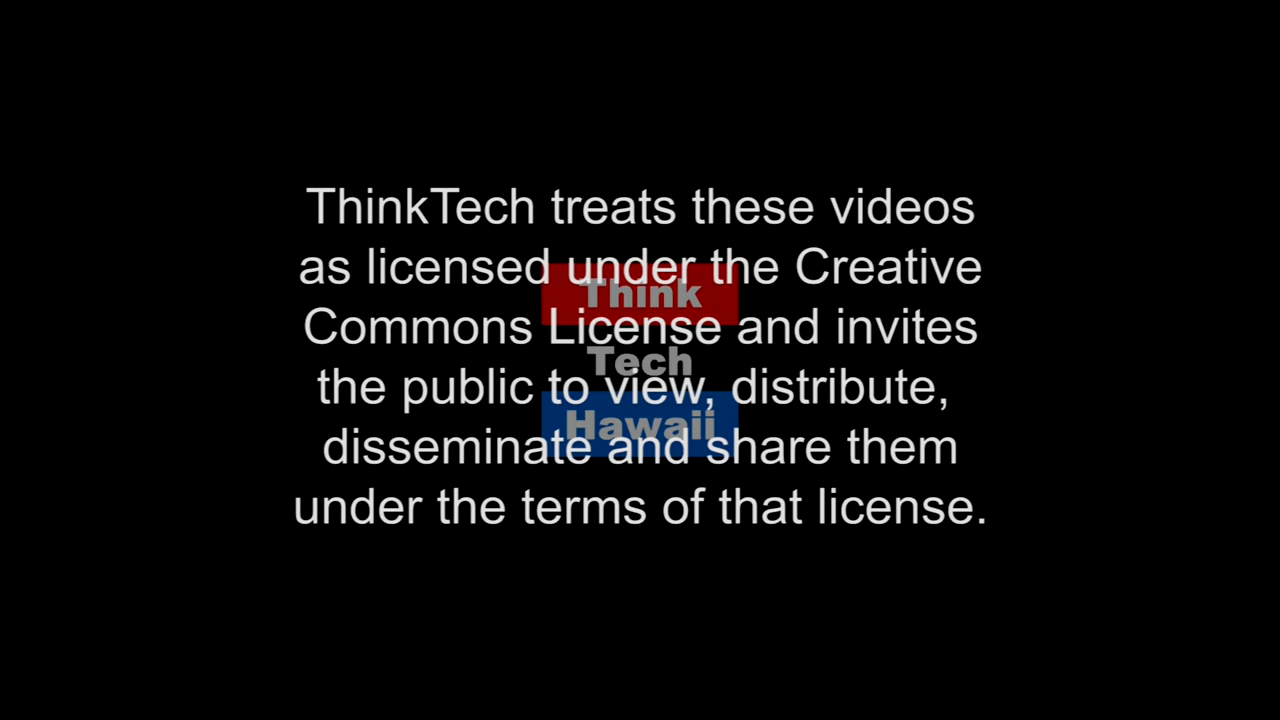 ThinkTech treats these videos
as licensed under the Creative
Think
Commons License and invites
Tech
the public to view, distribute,
Hawaii
disseminate and share them
under the terms of that license.